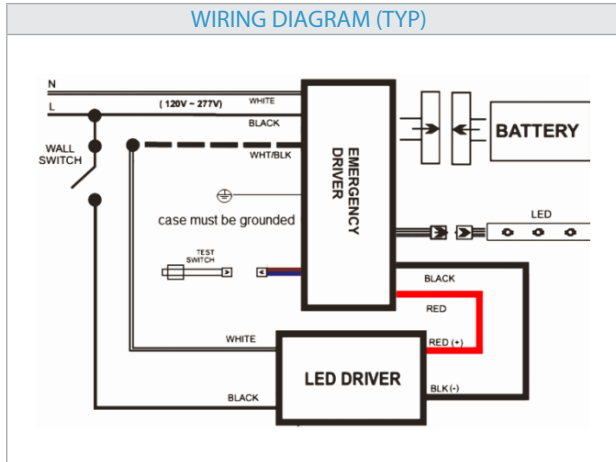 WIRING DIAGRAM (TYP)
N
L
(120V ~ 277V)
WHITE
BLACK
WALL
SWITCH
WHT/BLK
EMERGENCY
DRIVER
BATTERY
case must be grounded
LED
TEST
SWITCH
BLACK
RED
WHITE
RED (+)
LED DRIVER
BLACK
BLK (-)